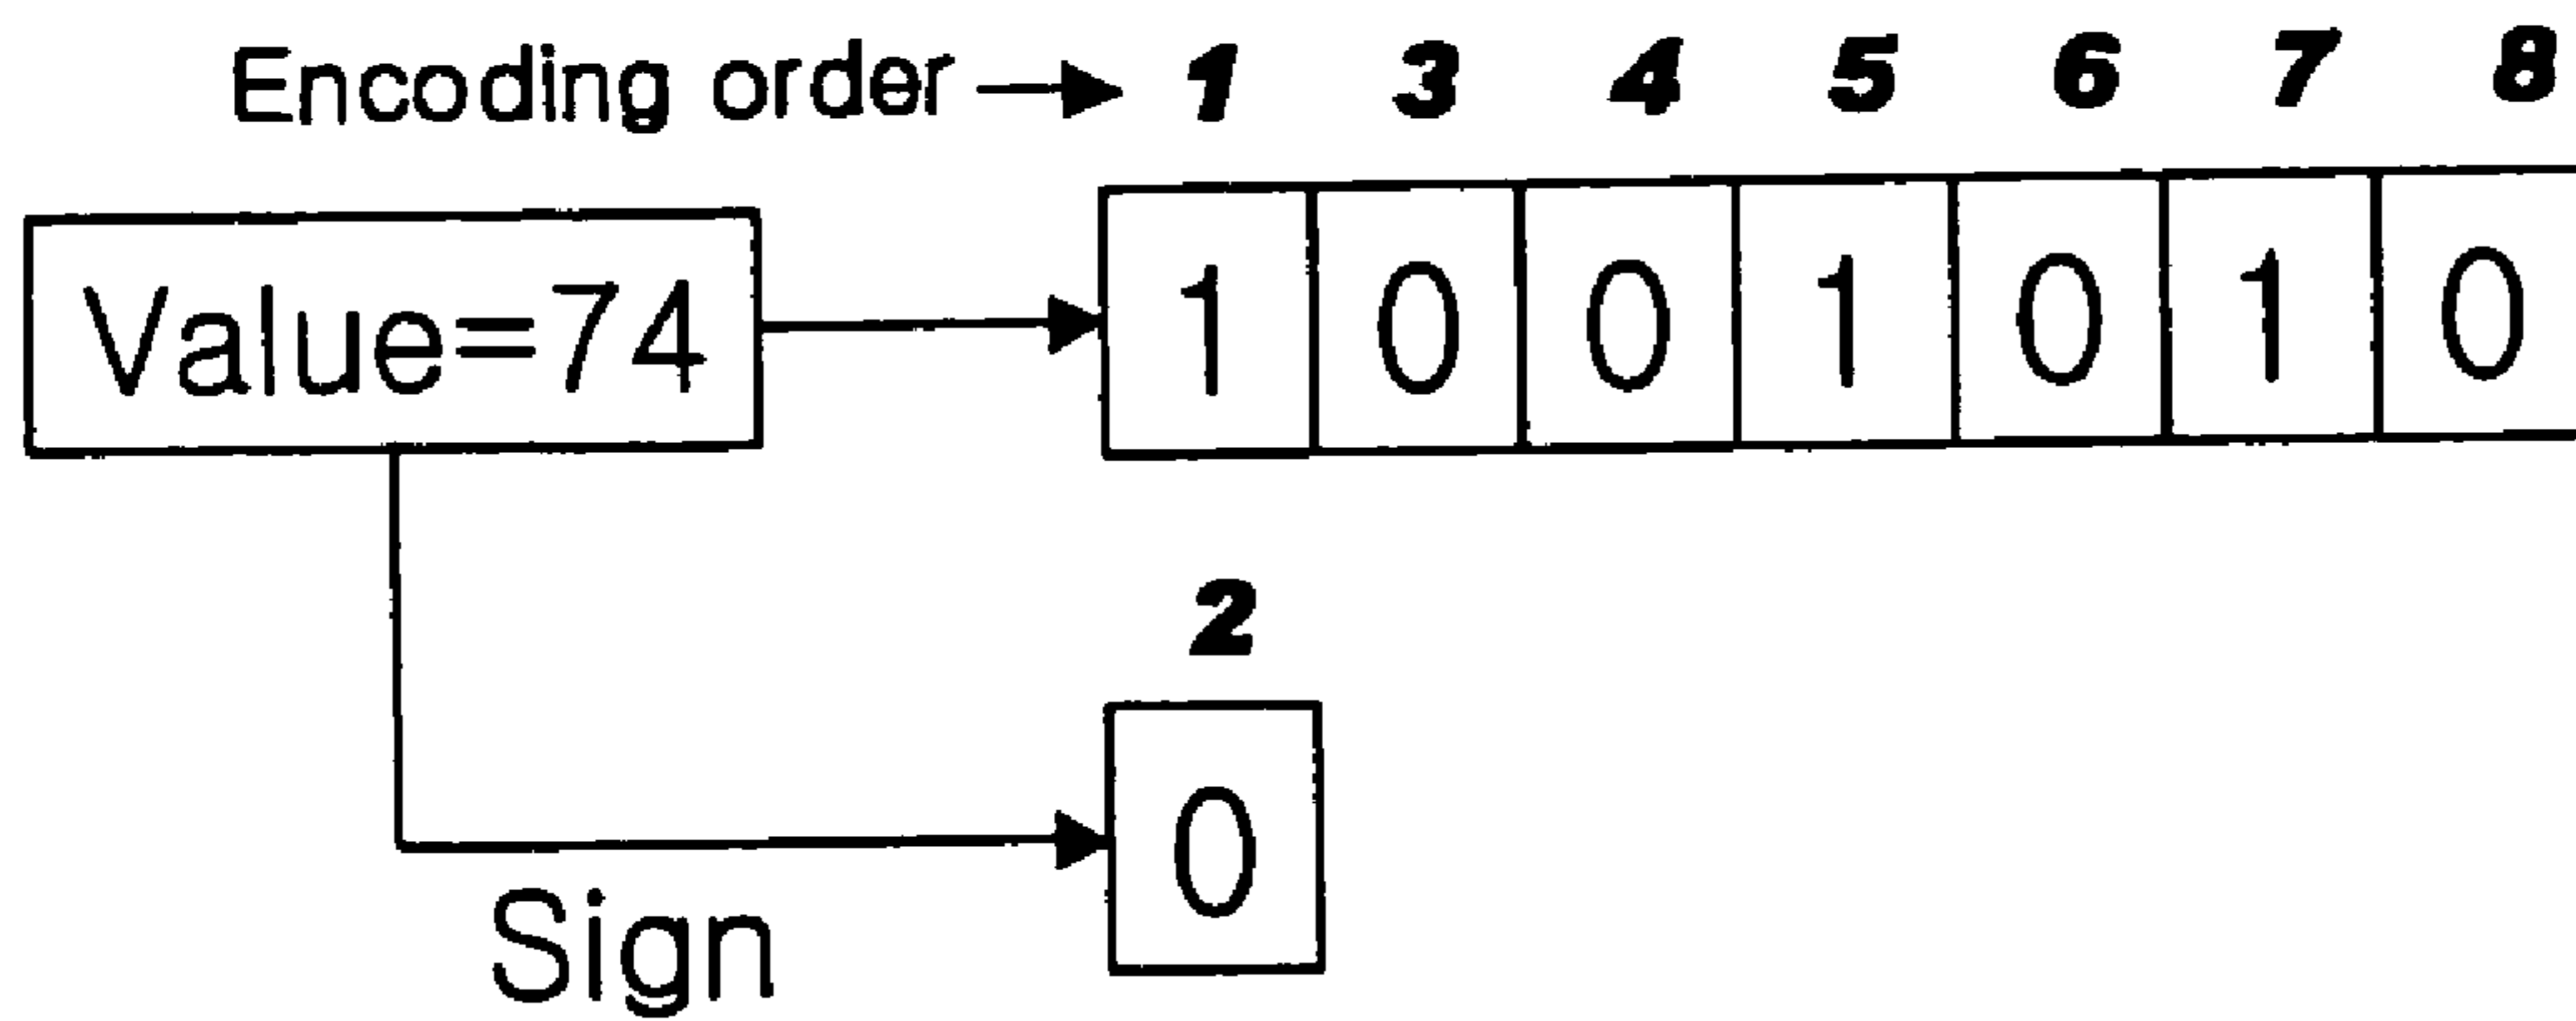 Encoding order 1 3 4 5 6 7 8
Value=74 1 0 0 1 0 1 0
2
0
Sign